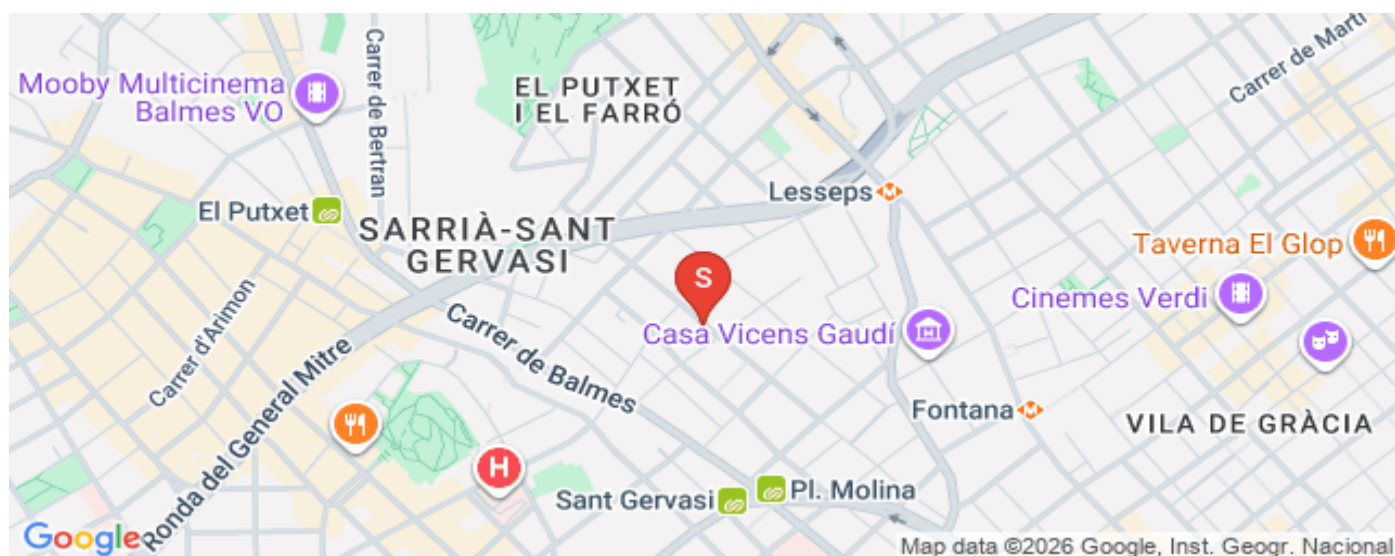 Mooby Multicinema
Balmes VO
Carrer de Bertran
EL PUTXET
I EL FARRÓ
Carrer de Martí
Lesseps
M
El Putxet
SARRIÀ-SANT
GERVASI
Taverna El Glop
S
Cinemes Verdi
Casa Vicens Gaudí
Carrer d'Arimon
Carrer de Balmes
Ronda del General Mitre
Fontana
M
VILA DE GRÀCIA
H
Sant Gervasi
Pl. Molina
Google
Map data ©2026 Google, Inst. Geogr. Nacional